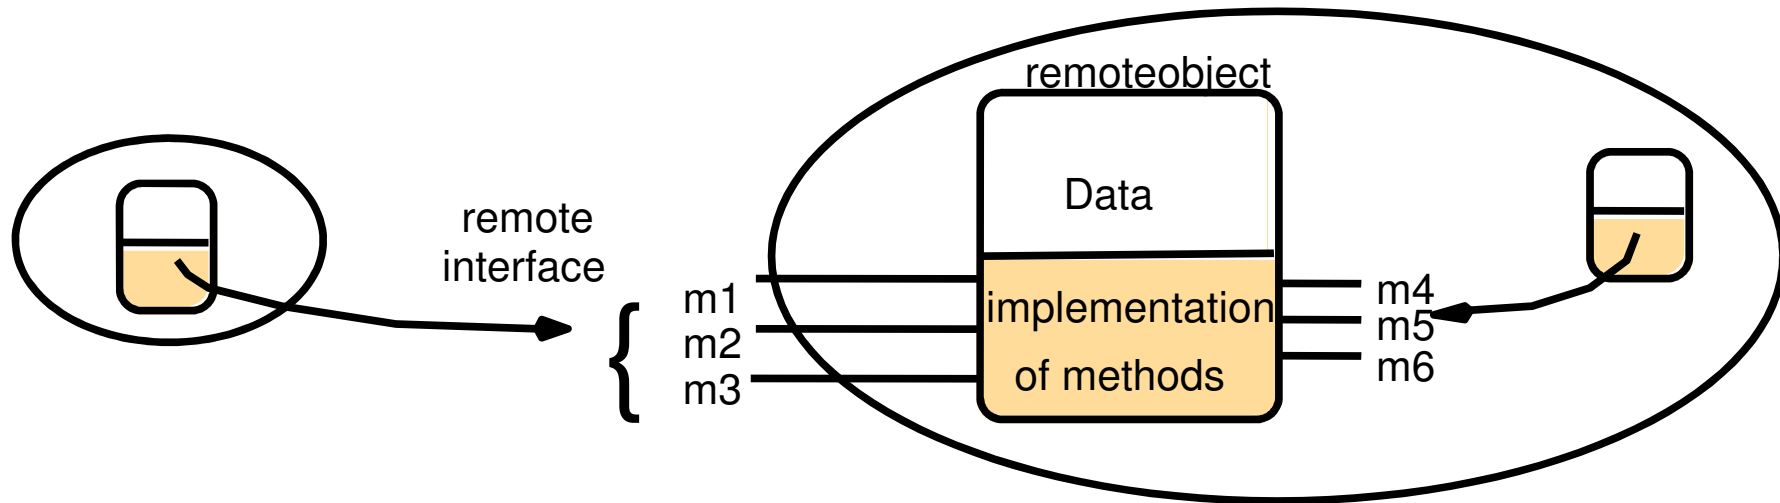 remoteobject
Data
remote
interface
{
m1
m2
m3
implementation
of methods
m4
m5
m6